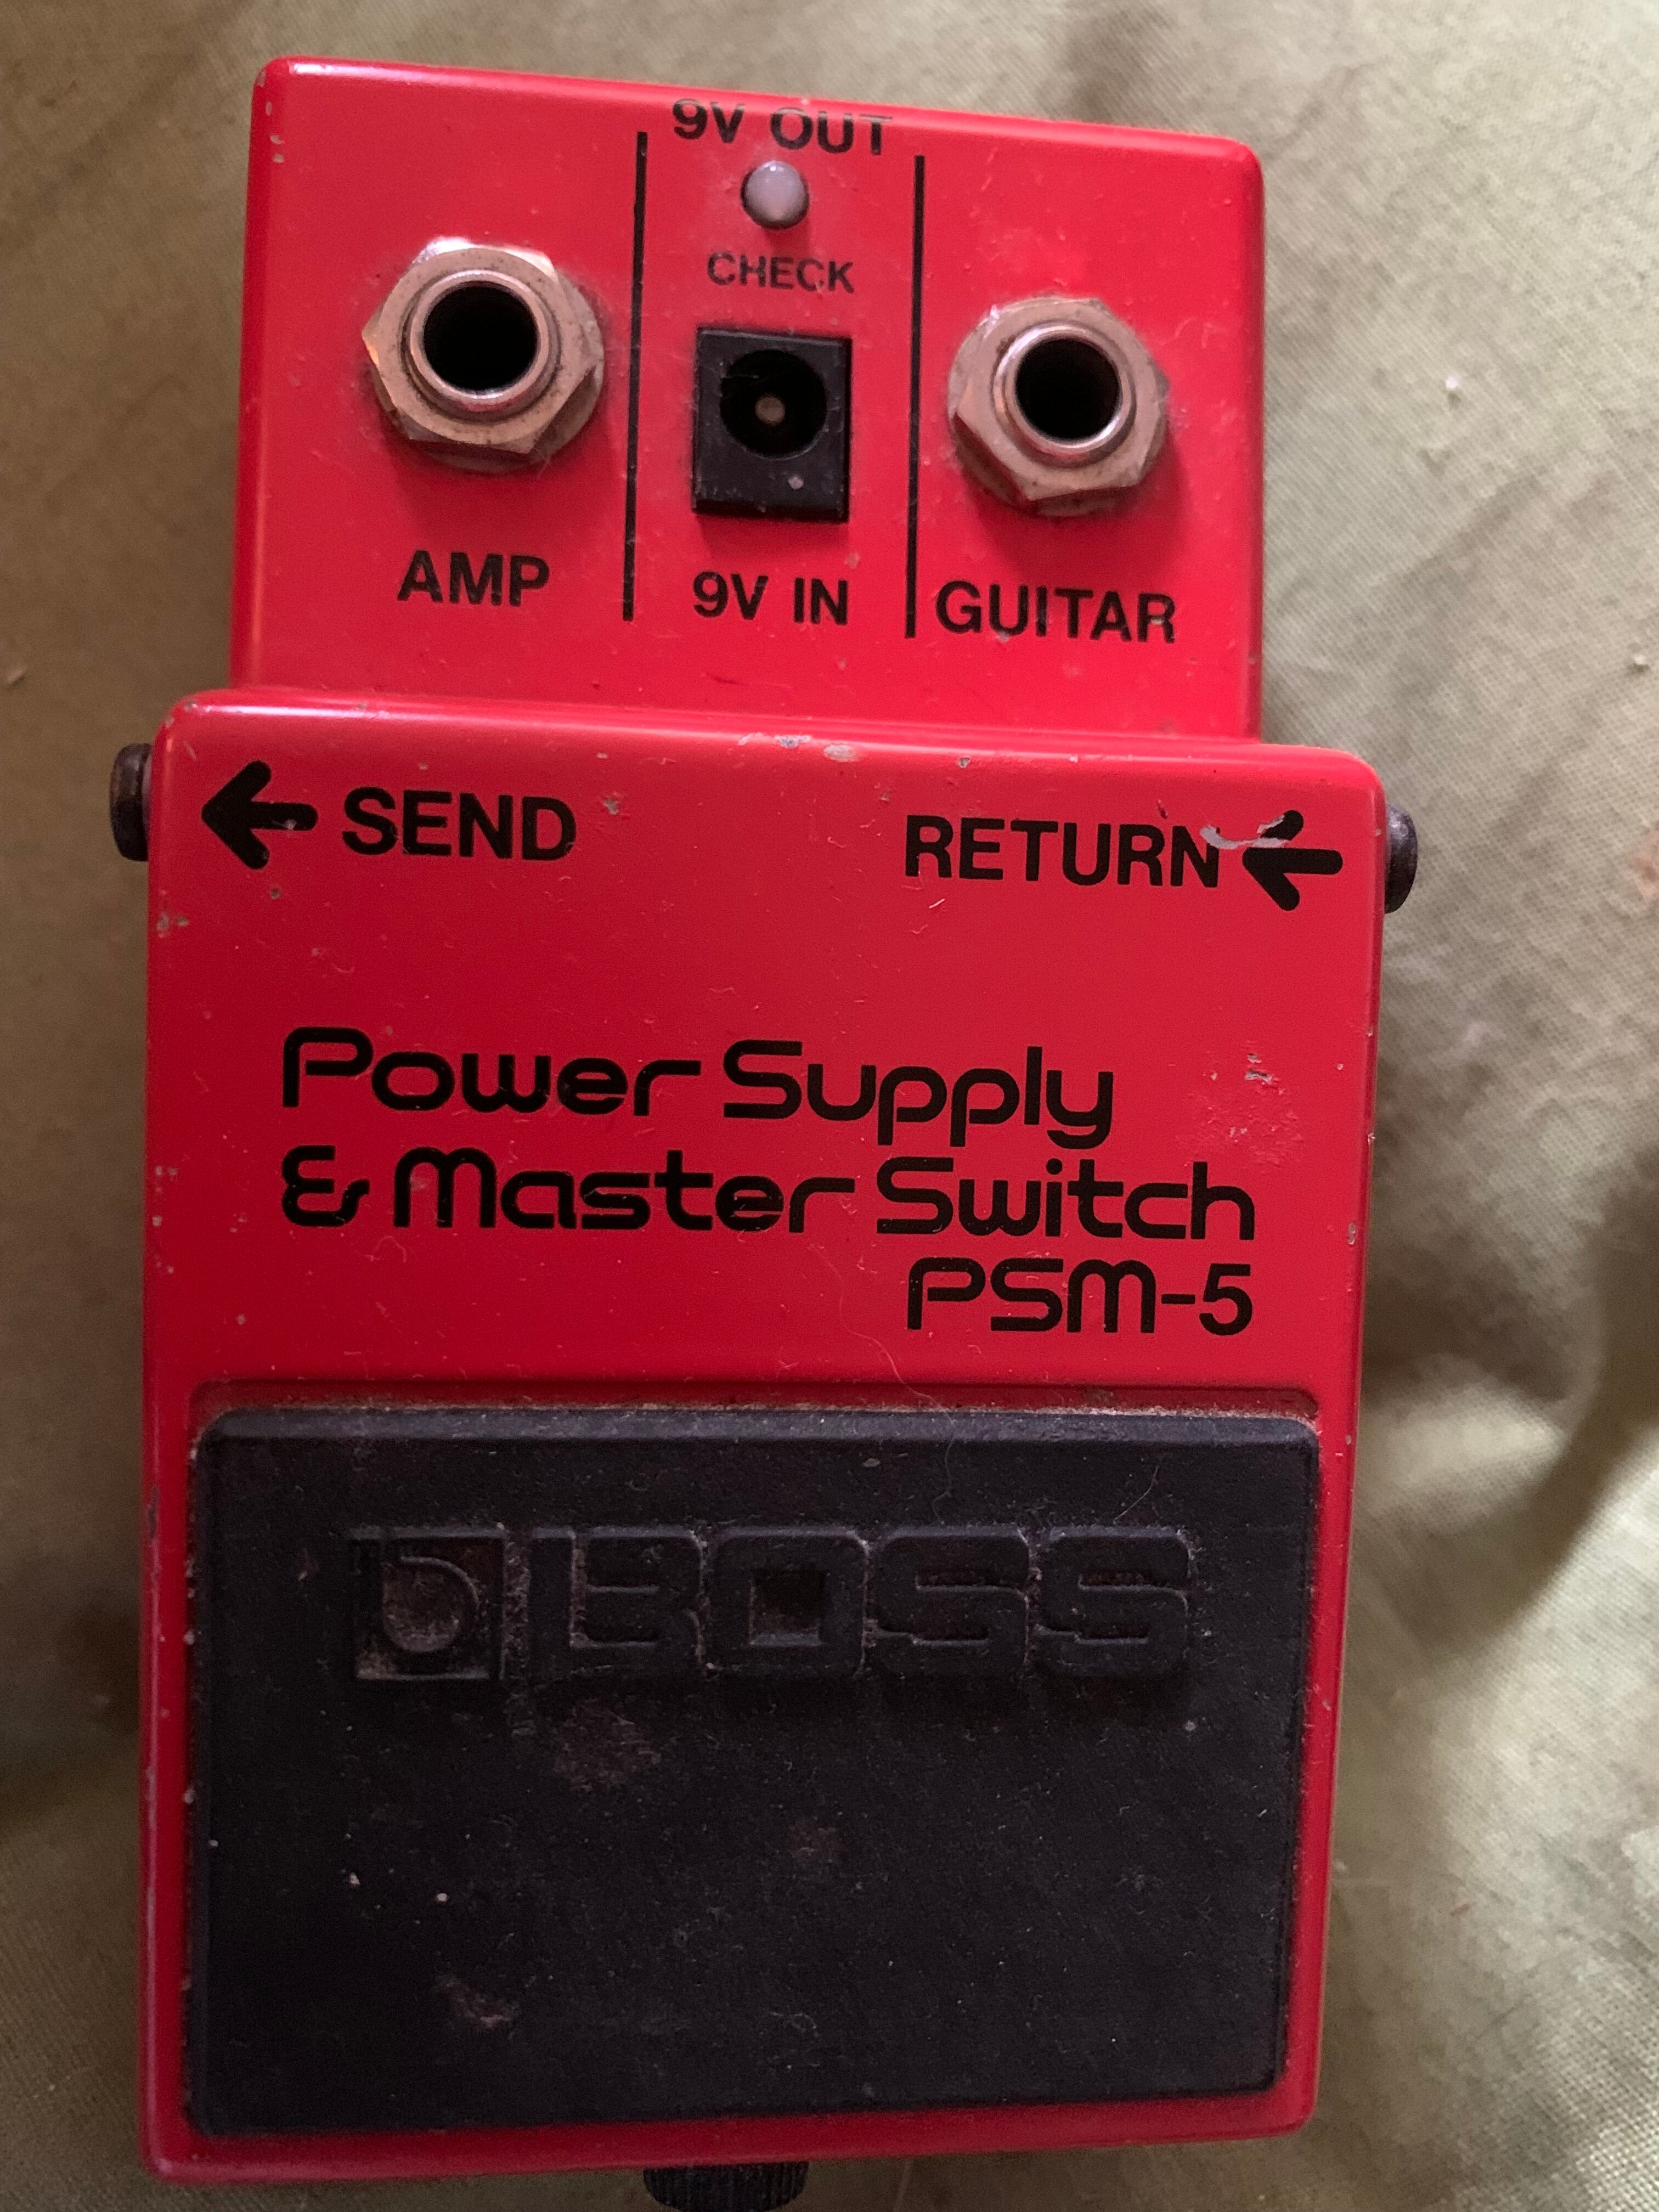 9V OUT
CHECK
AMP
9V IN
GUITAR
SEND
RETURN
Power Supply
& Master Switch
PSM-5
BOSS